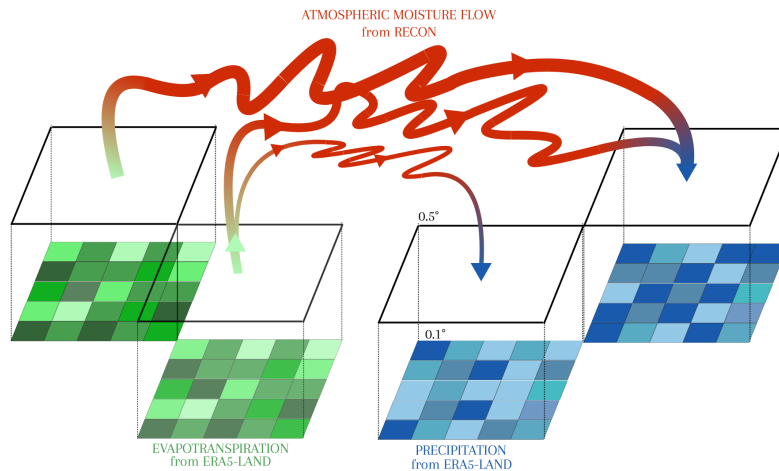 ATMOSPHERIC MOISTURE FLOW
from RECON
0.5°
0.1°
EVAPOTRANSPIRATION
from ERA5-LAND
PRECIPITATION
from ERA5-LAND